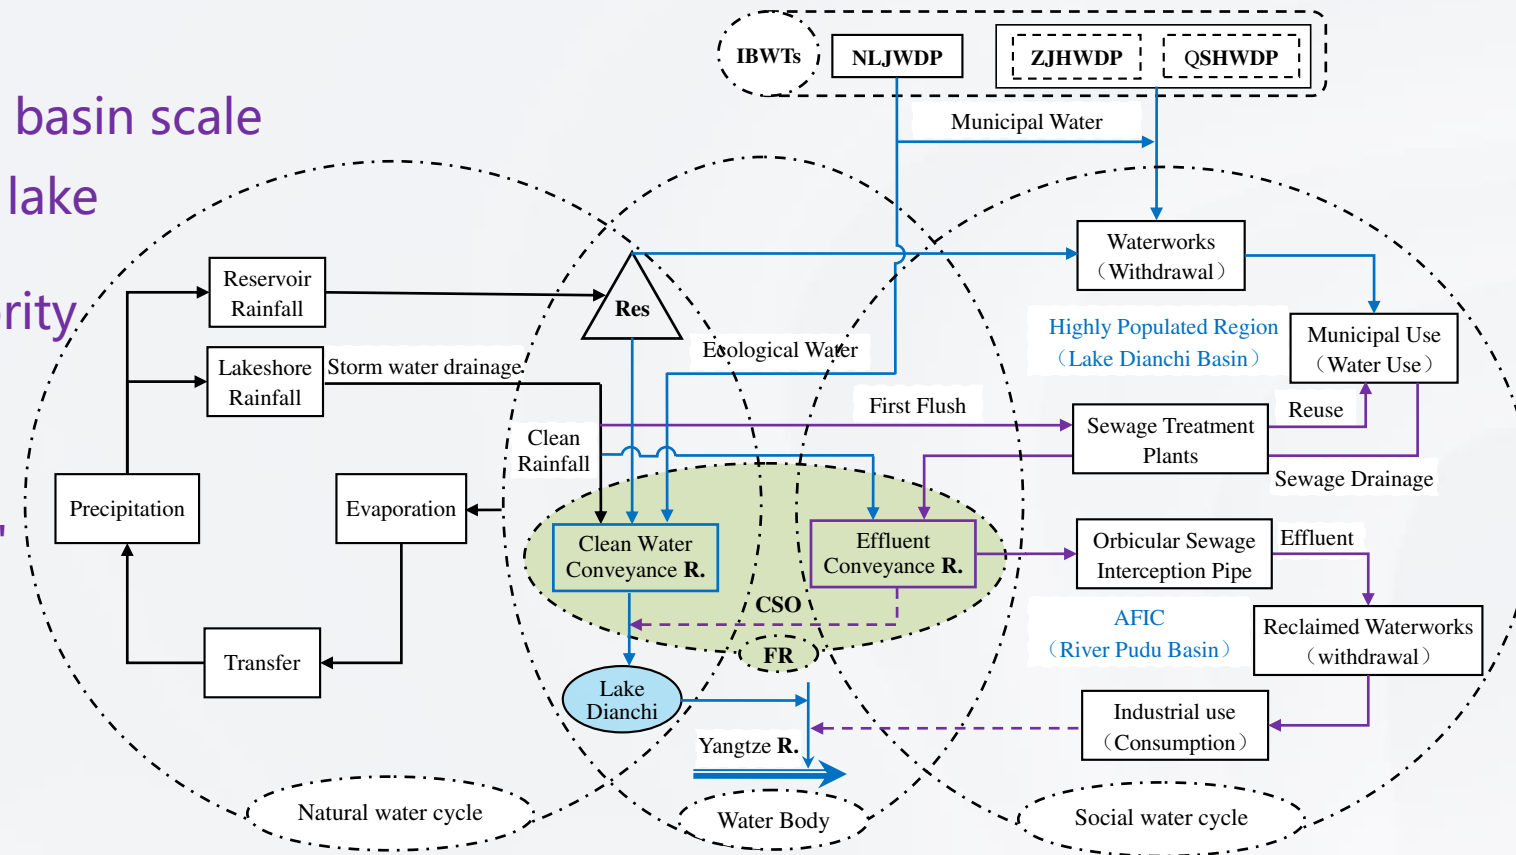 basin scale
lake
ority
IBWTs
NLJWDP
ZJHWDP
QSHWDP
Municipal Water
Waterworks
（Withdrawal）
Reservoir
Rainfall
Res
Highly Populated Region
（Lake Dianchi Basin）
Municipal Use
（Water Use）
Ecological Water
Lakeshore
Rainfall
Storm water drainage
First Flush
Reuse
Sewage Treatment
Plants
Clean
Rainfall
Sewage Drainage
Precipitation
Evaporation
Clean Water
Conveyance R.
Effluent
Conveyance R.
Orbicular Sewage
Interception Pipe
Effluent
CSO
AFIC
（River Pudu Basin）
Reclaimed Waterworks
（withdrawal）
Transfer
FR
Lake
Dianchi
Industrial use
（Consumption）
Yangtze R.
Natural water cycle
Water Body
Social water cycle